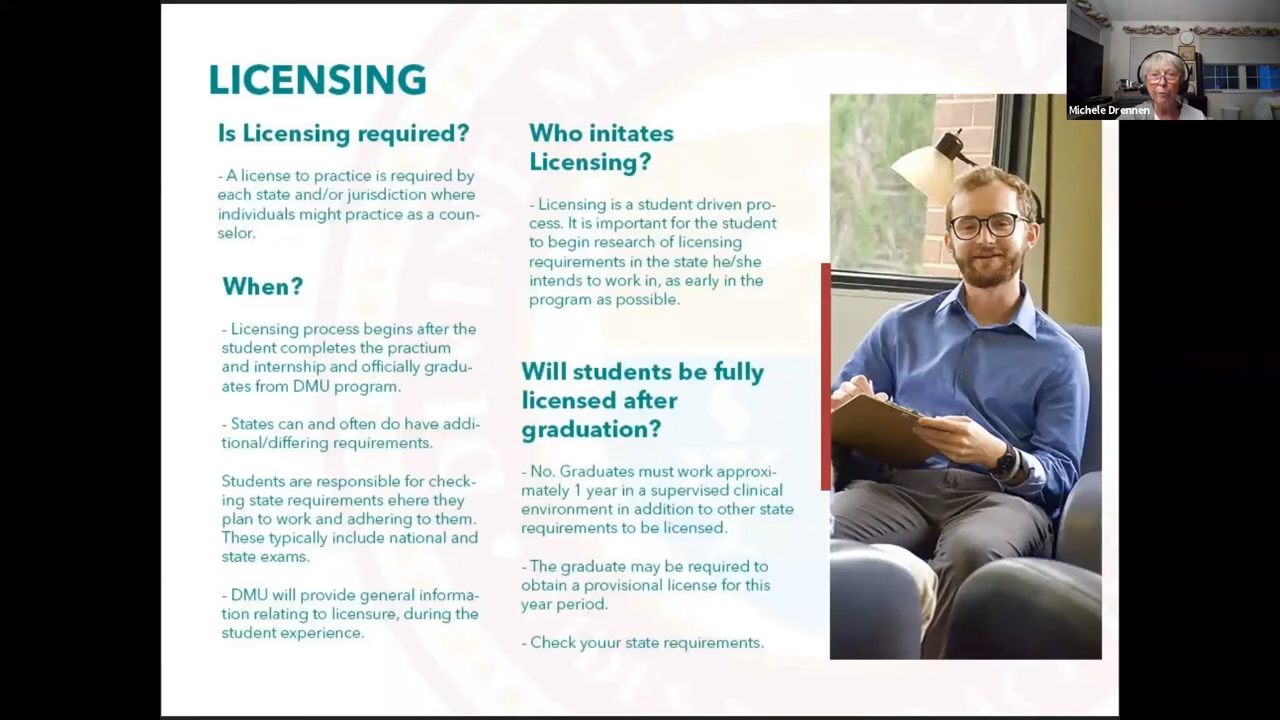 LICENSING
Is Licensing required?
- A license to practice is required by
each state and/or jurisdiction where
individuals might practice as a coun-
selor.
When?
- Licensing process begins after the
student completes the practium
and internship and officially gradu-
ates from DMU program.
- States can and often do have addi-
tional/differing requirements.
Students are responsible for check-
ing state requirements ehere they
plan to work and adhering to them.
These typically include national and
state exams.
- DMU will provide general informa-
tion relating to licensure, during the
student experience.
Who initates
Licensing?
- Licensing is a student driven pro-
cess. It is important for the student
to begin research of licensing
requirements in the state he/she
intends to work in, as early in the
program as possible.
Will students be fully
licensed after
graduation?
- No. Graduates must work approxi-
mately 1 year in a supervised clinical
environment in addition to other state
requirements to be licensed.
- The graduate may be required to
obtain a provisional license for this
year period.
- Check youur state requirements.
Michele Drennen